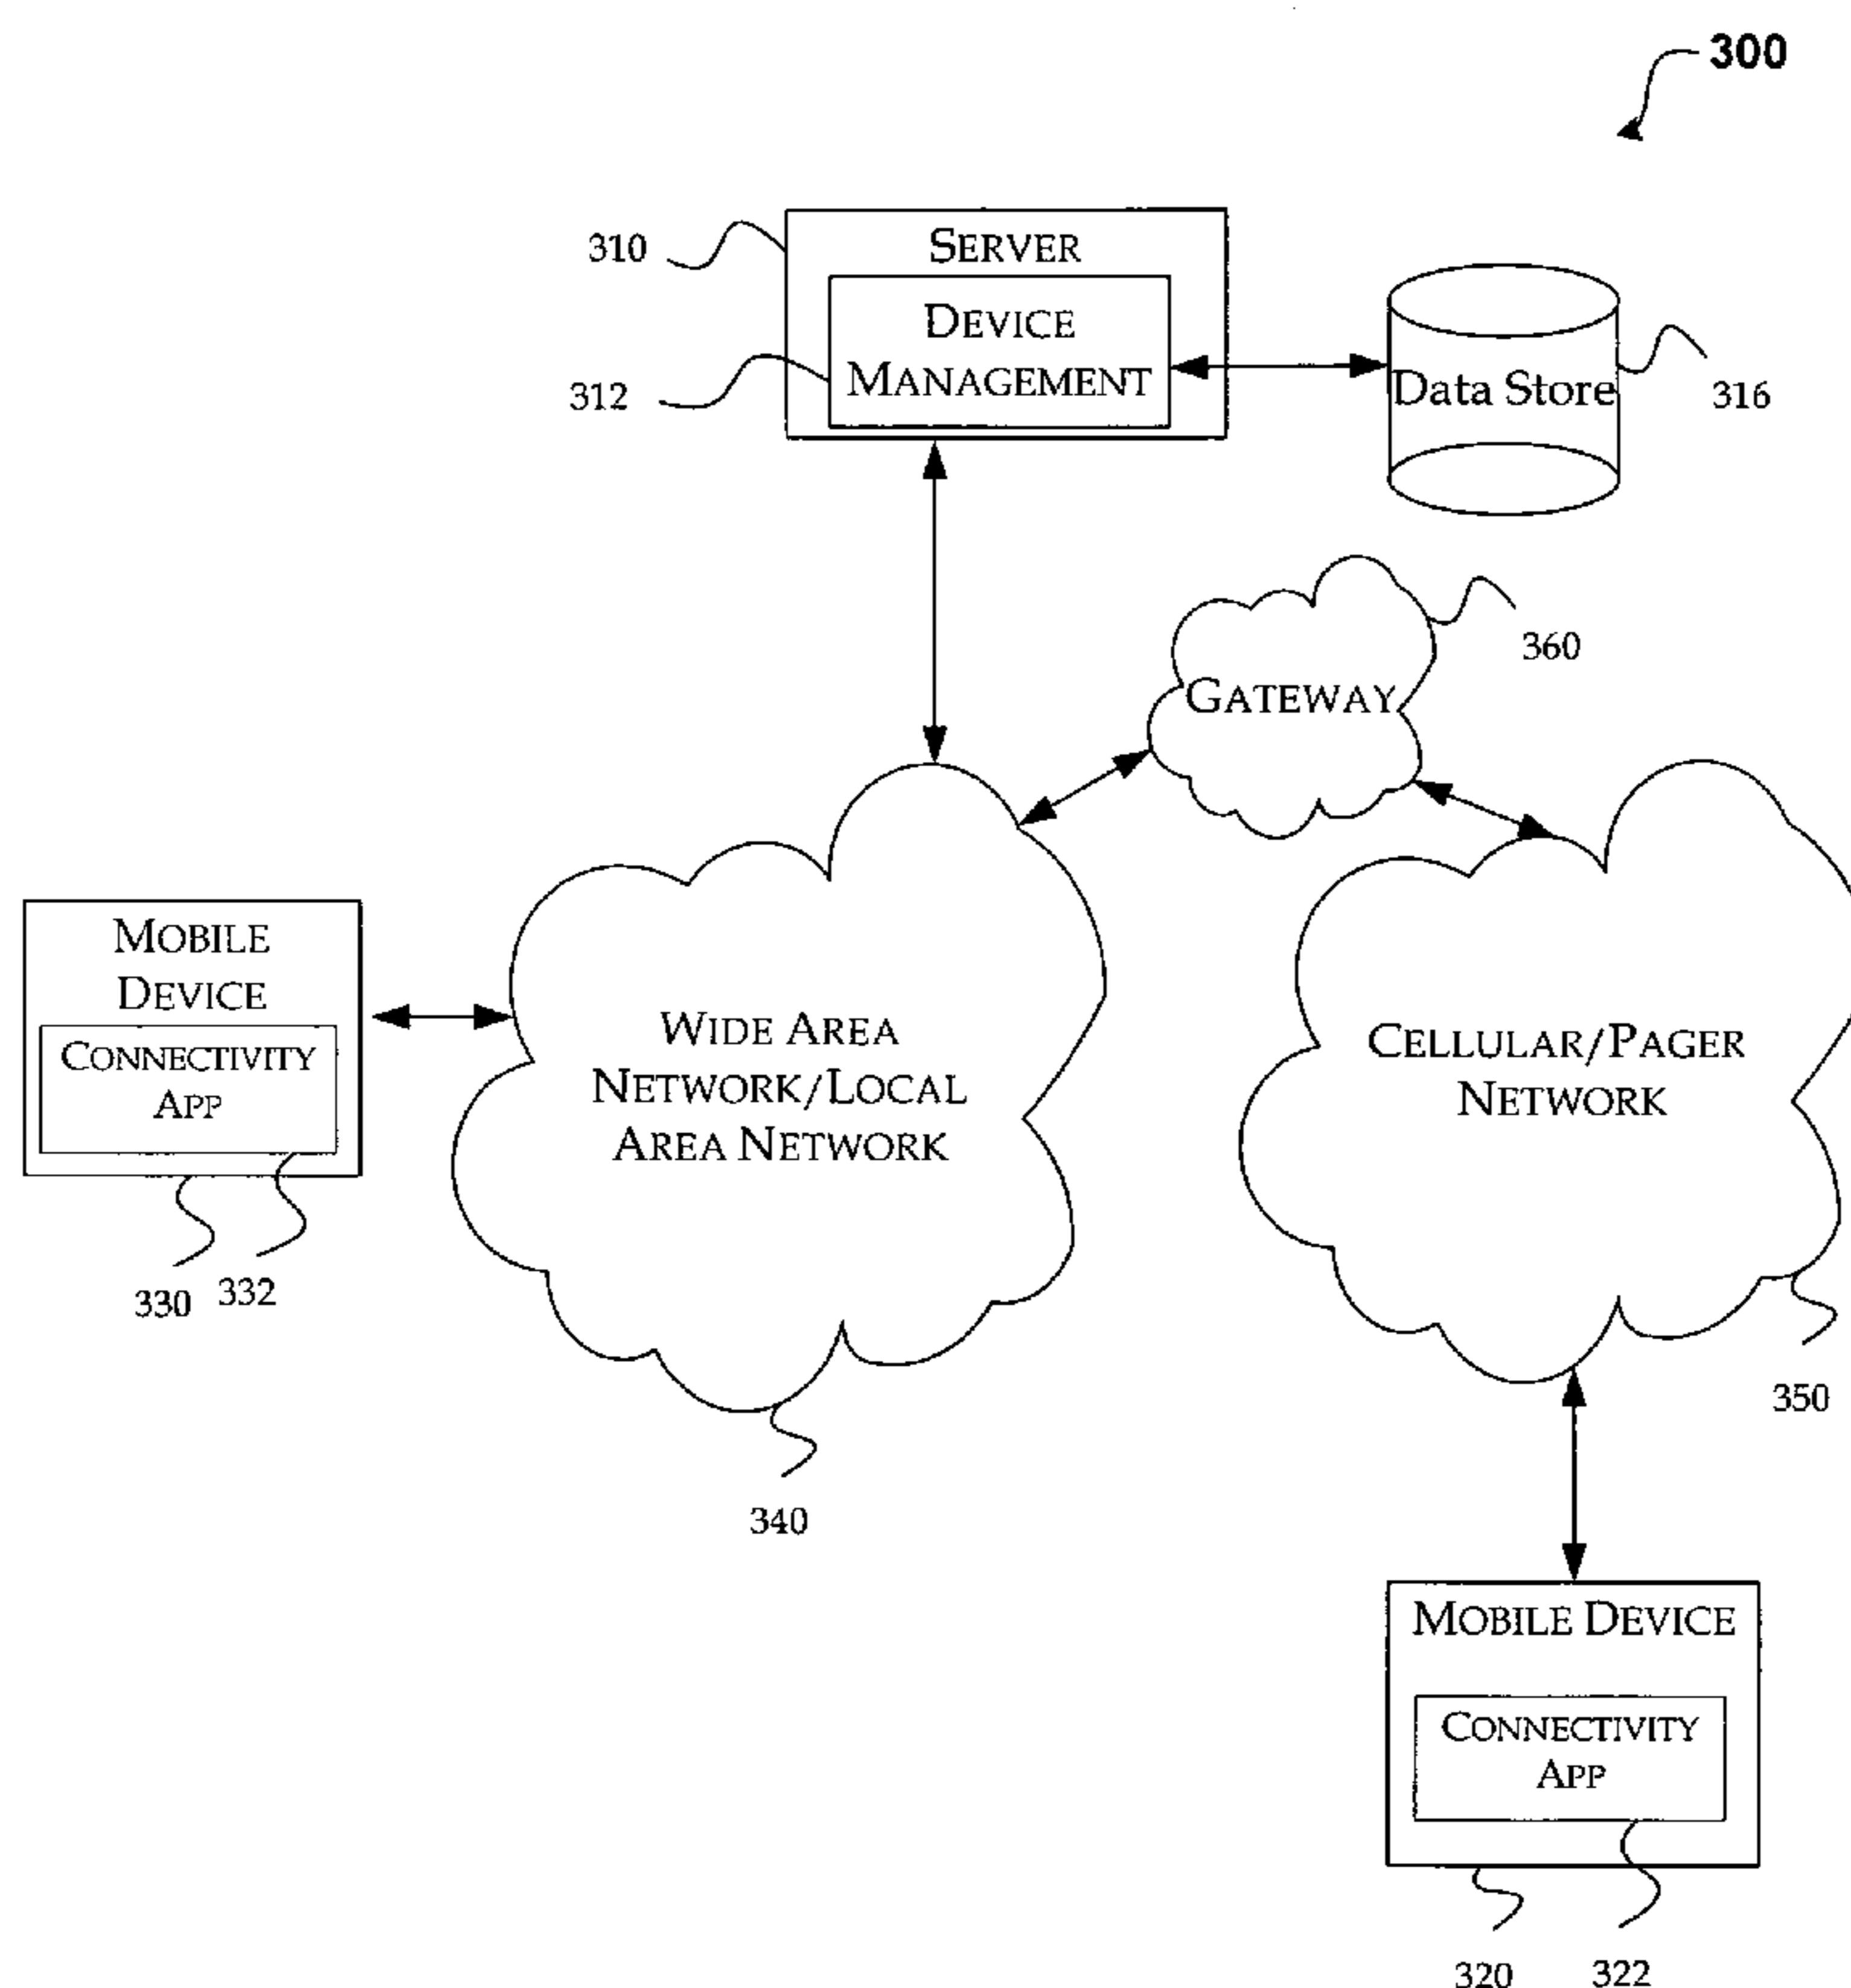 300
310
SERVER
DEVICE
MANAGEMENT
312
Data Store
316
360
GATEWAY
MOBILE
DEVICE
CONNECTIVITY
APP
330
332
WIDE AREA
NETWORK/LOCAL
AREA NETWORK
340
CELLULAR/PAGER
NETWORK
350
MOBILE DEVICE
CONNECTIVITY
APP
320
322